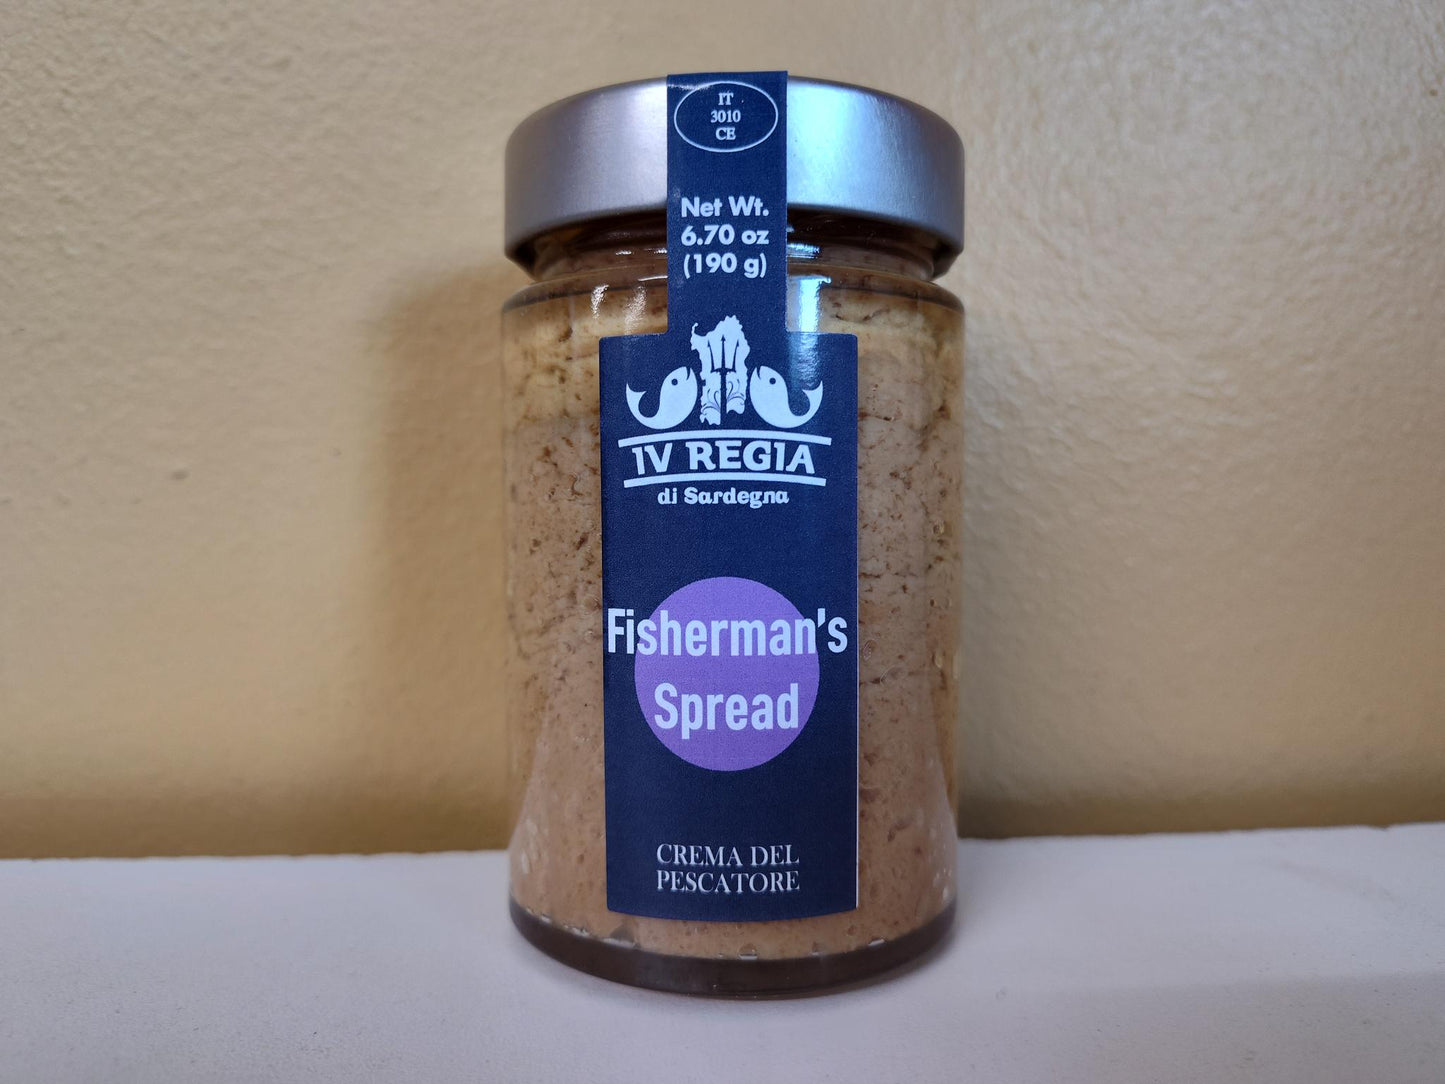 IT
3010
CE
Net Wt.
6.70 oz
(190 g)
IV REGIA
di Sardegna
Fisherman's
Spread
CREMA DEL
PESCATORE